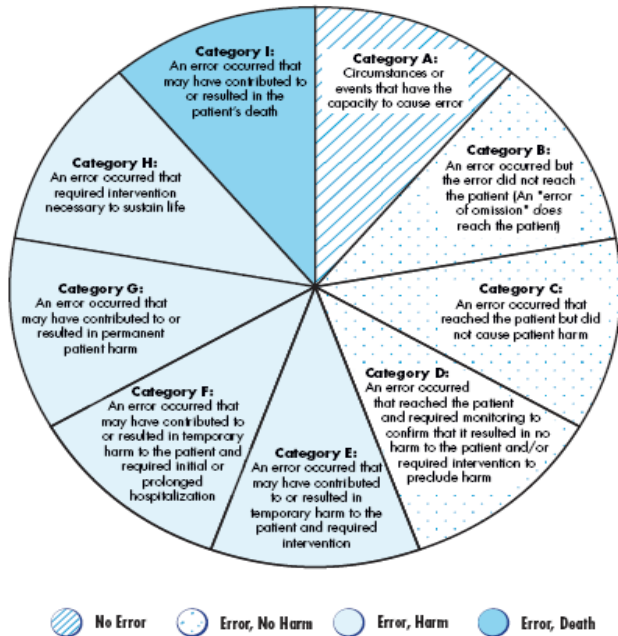 Category I:
An error occurred that
may have contributed to
or resulted in the
patient's death
Category A:
Circumstances or
events that have the
capacity to cause error
Category B:
An error occurred but
the error did not reach
the patient (An "error
of omission" does
reach the patient)
Category C:
An error occurred that
reached the patient but did
not cause patient harm
Category D:
An error occurred
that reached the patient
and required monitoring to
confirm that it resulted in no
harm to the patient and/or
required intervention to
preclude harm
Category E:
An error occurred that
may have contributed
to or resulted in
temporary harm to the
patient and required
intervention
Category F:
An error occurred that
may have contributed to
or resulted in temporary
harm to the patient and
required initial or
prolonged
hospitalization
Category G:
An error occurred that
may have contributed to or
resulted in permanent
patient harm
Category H:
An error occurred that
required intervention
necessary to sustain life
No Error
Error, No Harm
Error, Harm
Error, Death